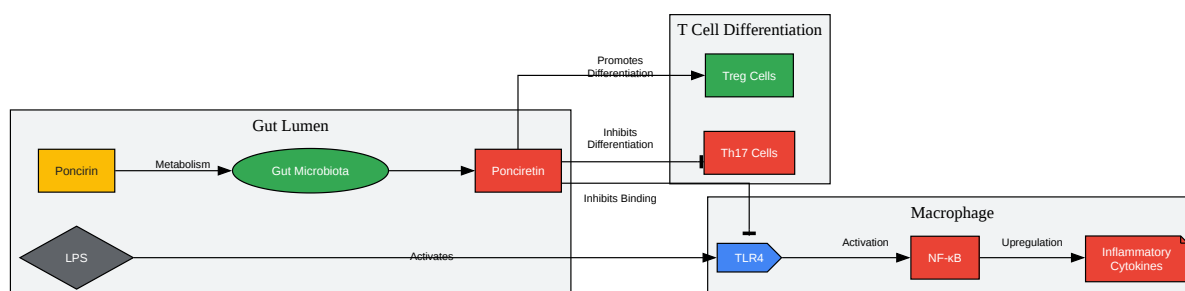 T Cell Differentiation
Promotes
Differentiation
Treg Cells
Gut Lumen
Inhibits
Differentiation
Th17 Cells
Poncirin
Metabolism
Gut Microbiota
Ponciretin
Inhibits Binding
Macrophage
LPS
Activates
TLR4
Activation
NF-κB
Upregulation
Inflammatory
Cytokines